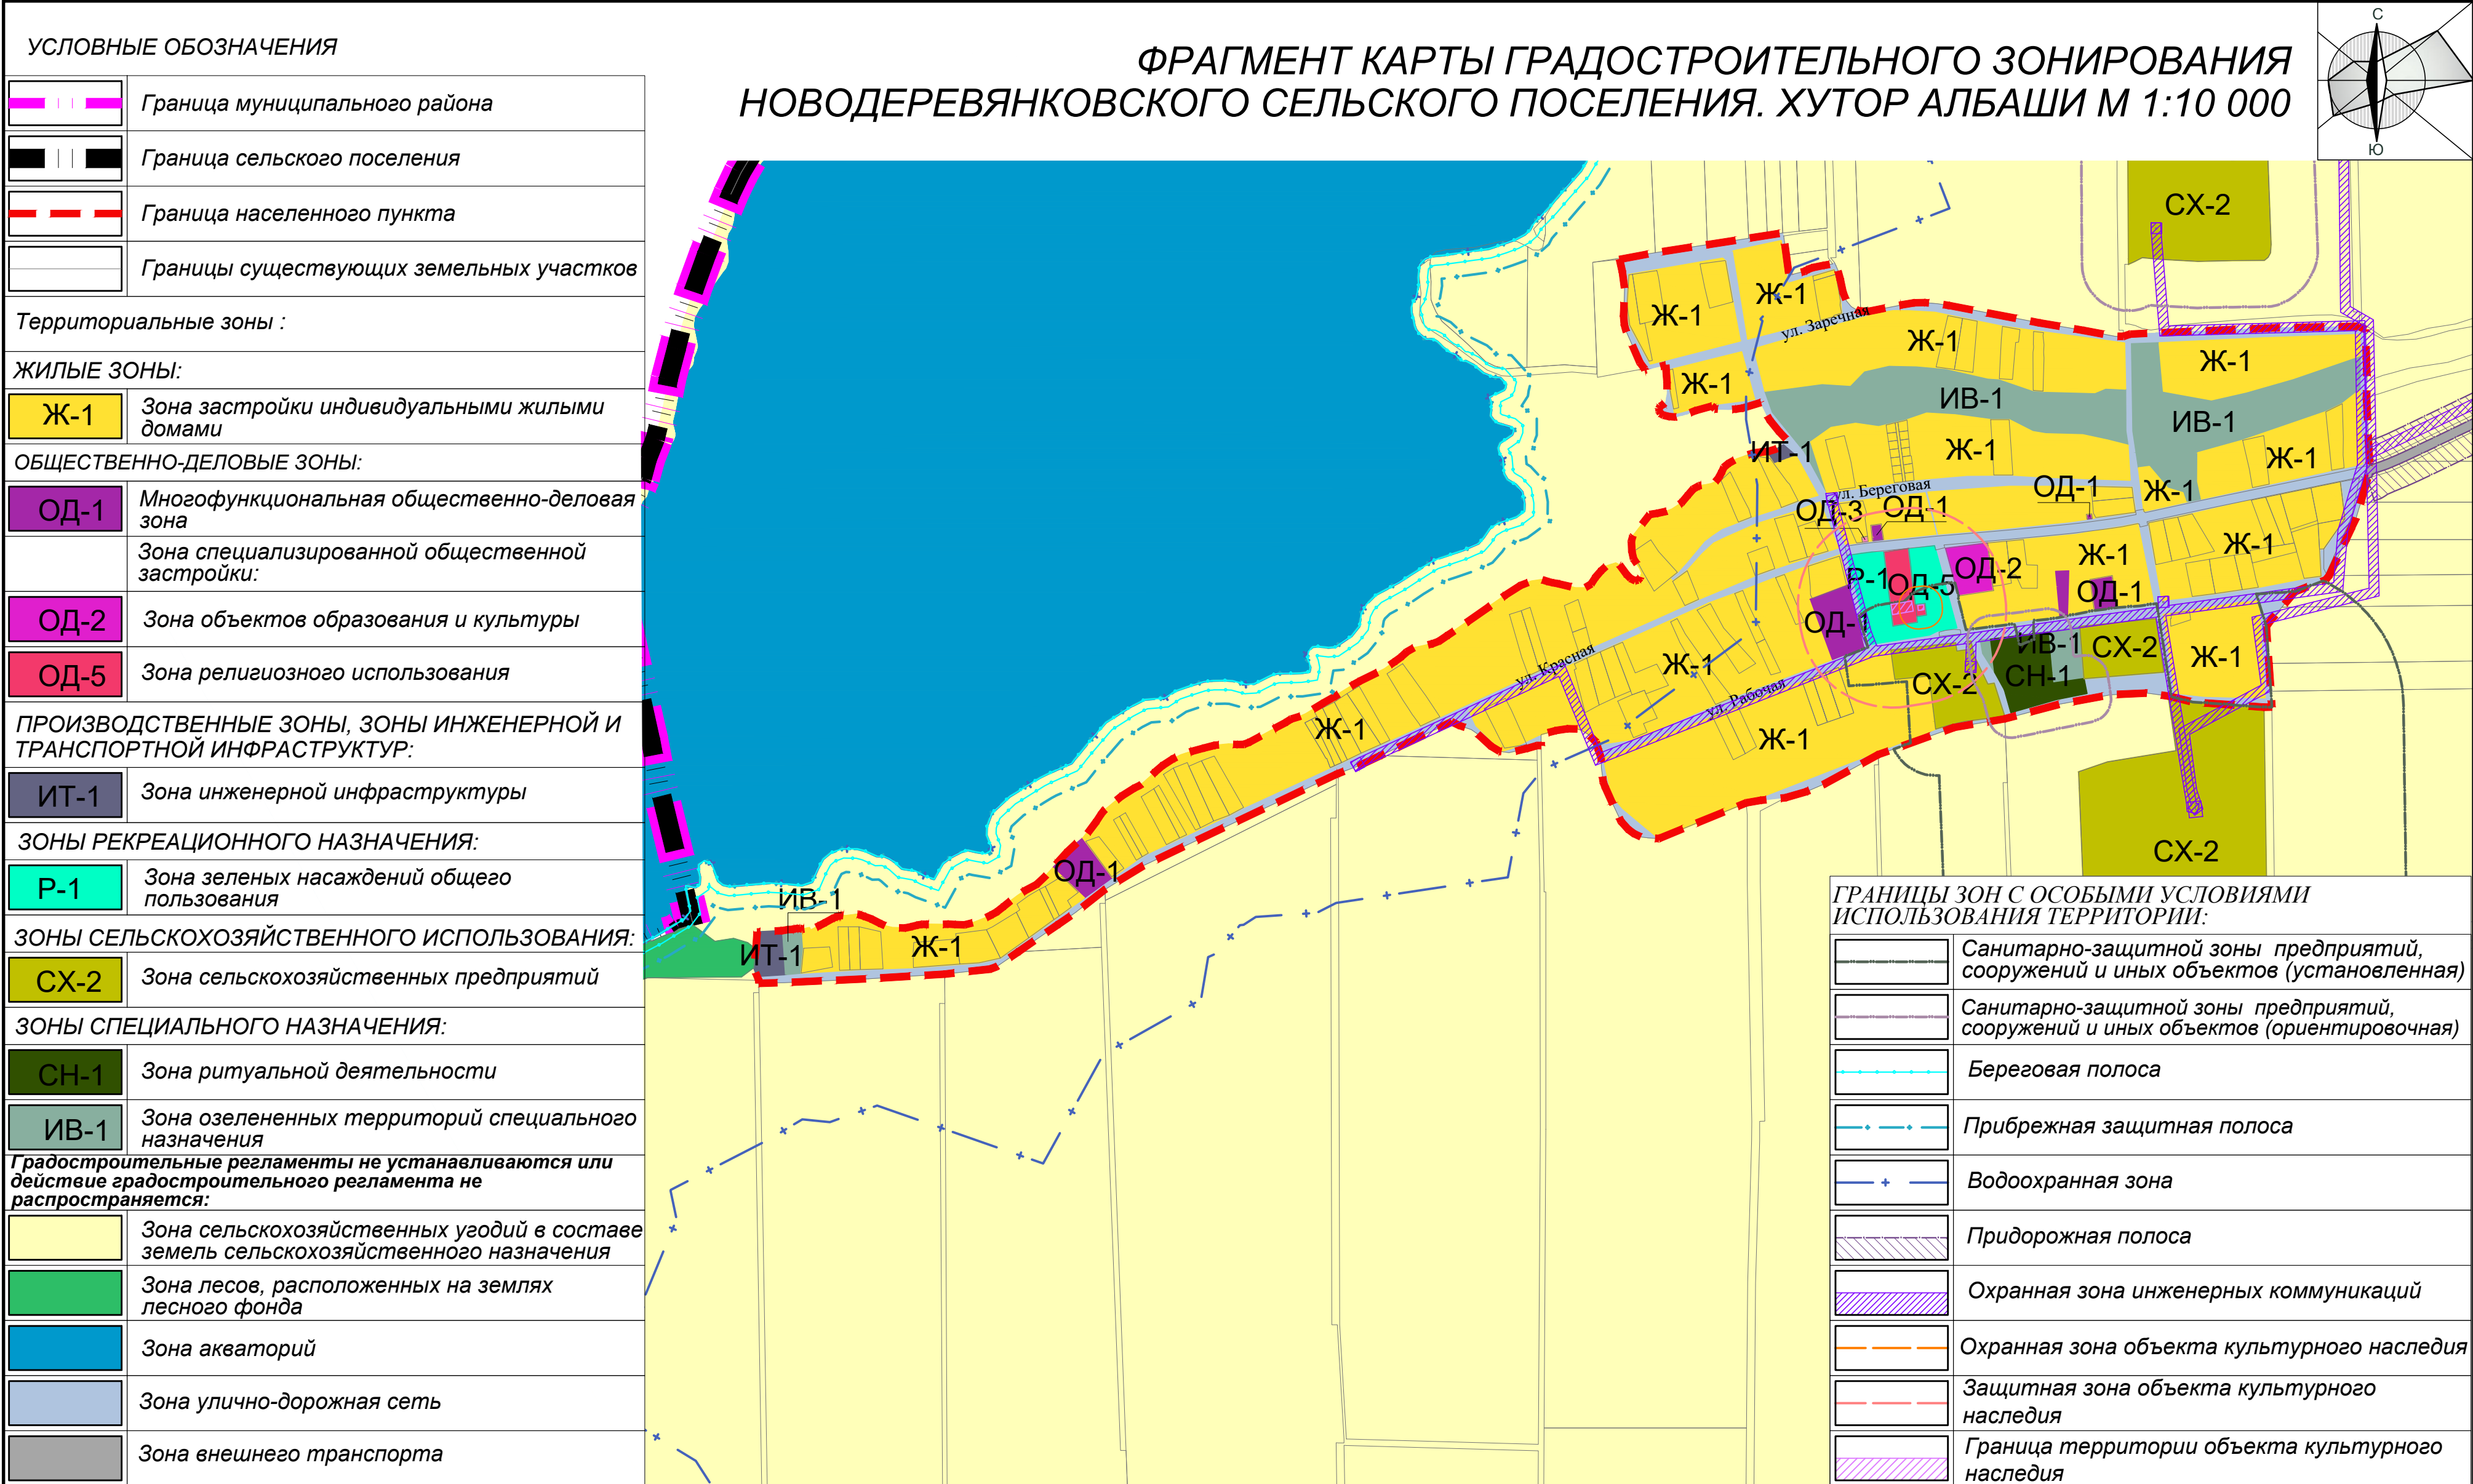 УСЛОВНЫЕ ОБОЗНАЧЕНИЯ
Граница муниципального района
Граница сельского поселения
Граница населенного пункта
Границы существующих земельных участков
Территориальные зоны :
ЖИЛЫЕ ЗОНЫ:
Ж-1
Зона застройки индивидуальными жилыми
домами
ОБЩЕСТВЕННО-ДЕЛОВЫЕ ЗОНЫ:
ОД-1
Многофункциональная общественно-деловая
зона
Зона специализированной общественной
застройки:
ОД-2
Зона объектов образования и культуры
ОД-5
Зона религиозного использования
ПРОИЗВОДСТВЕННЫЕ ЗОНЫ, ЗОНЫ ИНЖЕНЕРНОЙ И
ТРАНСПОРТНОЙ ИНФРАСТРУКТУР:
ИТ-1
Зона инженерной инфраструктуры
ЗОНЫ РЕКРЕАЦИОННОГО НАЗНАЧЕНИЯ:
Р-1
Зона зеленых насаждений общего
пользования
ЗОНЫ СЕЛЬСКОХОЗЯЙСТВЕННОГО ИСПОЛЬЗОВАНИЯ:
СХ-2
Зона сельскохозяйственных предприятий
ЗОНЫ СПЕЦИАЛЬНОГО НАЗНАЧЕНИЯ:
СН-1
Зона ритуальной деятельности
ИВ-1
Зона озелененных территорий специального
назначения
Градостроительные регламенты не устанавливаются или
действие градостроительного регламента не
распространяется:
Зона сельскохозяйственных угодий в составе
земель сельскохозяйственного назначения
Зона лесов, расположенных на землях
лесного фонда
Зона акваторий
Зона улично-дорожная сеть
Зона внешнего транспорта
ФРАГМЕНТ КАРТЫ ГРАДОСТРОИТЕЛЬНОГО ЗОНИРОВАНИЯ
НОВОДЕРЕВЯНКОВСКОГО СЕЛЬСКОГО ПОСЕЛЕНИЯ. ХУТОР АЛБАШИ М 1:10 000
С
Ю
СХ-2
Ж-1
Ж-1
ул. Заречная
Ж-1
Ж-1
Ж-1
ИВ-1
ИВ-1
ИТ-1
Ж-1
Ж-1
ул. Береговая
ОД-1
Ж-1
ОД-3
ОД-1
Ж-1
Ж-1
Р-1
ОД-5
ОД-2
ОД-1
ОД-1
ИВ-1
СХ-2
Ж-1
СН-1
СХ-2
ул. Красная
Ж-1
ул. Рабочая
Ж-1
Ж-1
СХ-2
ОД-1
ИВ-1
ИТ-1
Ж-1
ГРАНИЦЫ ЗОН С ОСОБЫМИ УСЛОВИЯМИ
ИСПОЛЬЗОВАНИЯ ТЕРРИТОРИИ:
Санитарно-защитной зоны предприятий,
сооружений и иных объектов (установленная)
Санитарно-защитной зоны предприятий,
сооружений и иных объектов (ориентировочная)
Береговая полоса
Прибрежная защитная полоса
Водоохранная зона
Придорожная полоса
Охранная зона инженерных коммуникаций
Охранная зона объекта культурного наследия
Защитная зона объекта культурного
наследия
Граница территории объекта культурного
наследия